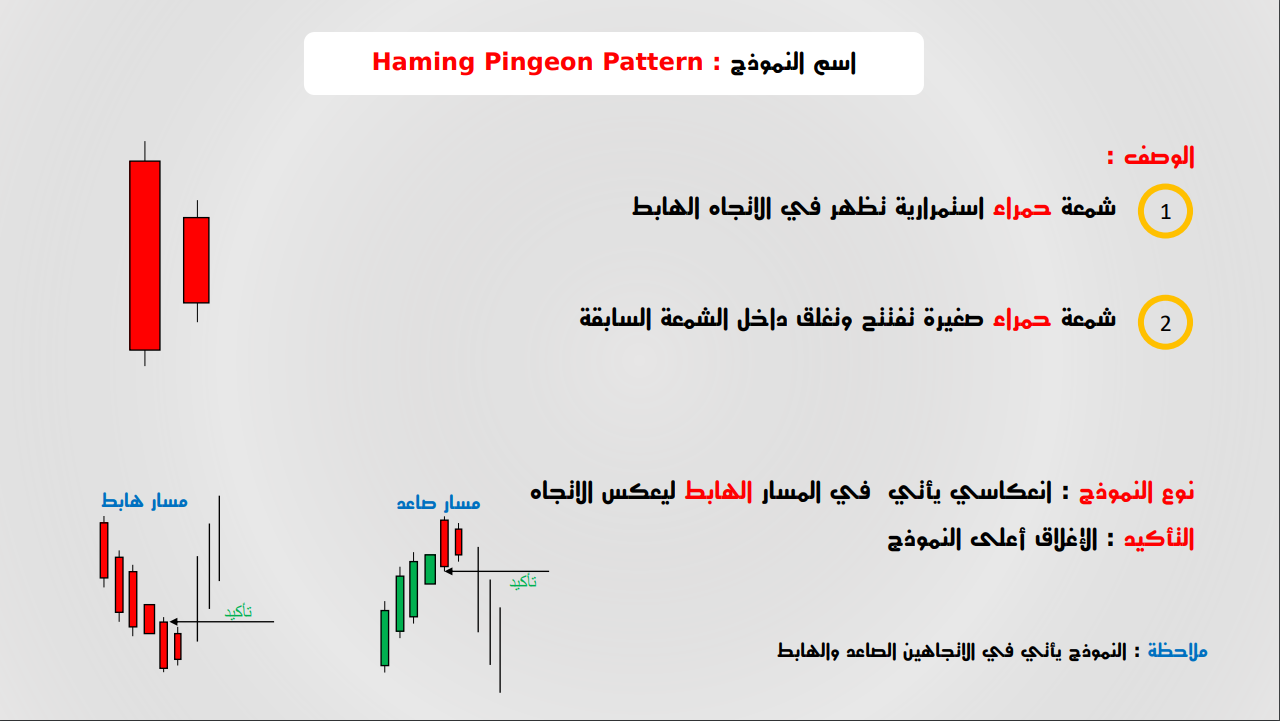 اسم النموذج : Haming Pingeon Pattern
الوصف :
1 شمعة حمراء استمرارية تظهر في الاتجاه الهابط
2 شمعة حمراء صغيرة تفتتح وتغلق داخل الشمعة السابقة
نوع النموذج : انعكاسي يأتي في المسار الهابط ليعكس الاتجاه
التأكيد : الإغلاق أعلى النموذج
مسار صاعد
تأكيد
مسار هابط
تأكيد
ملاحظة : النموذج يأتي في الاتجاهين الصاعد والهابط